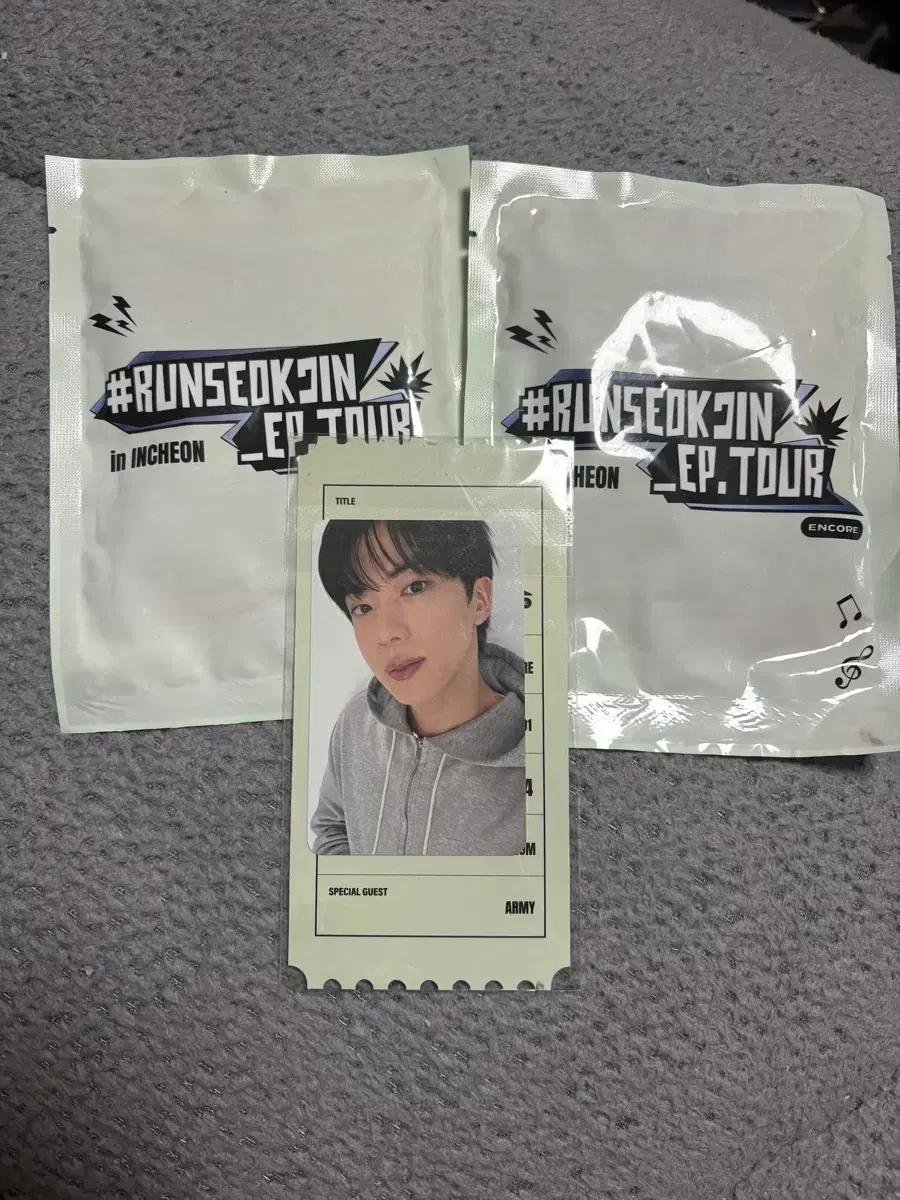 #RUNSEOKJIN
_EP.TOUR
in INCHEON
#RUNSEOKJIN
_EP.TOUR
HEON
ENCORE
TITLE
SPECIAL GUEST
ARMY